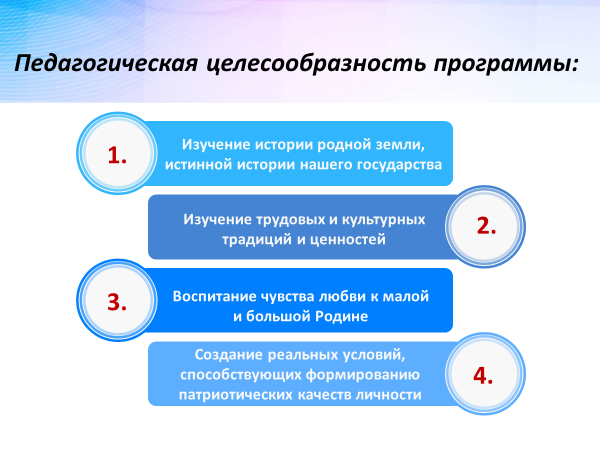 Педагогическая целесообразность программы:
1.
Изучение истории родной земли,
истинной истории нашего государства
Изучение трудовых и культурных
традиций и ценностей
2.
3.
Воспитание чувства любви к малой
и большой Родине
Создание реальных условий,
способствующих формированию
патриотических качеств личности
4.